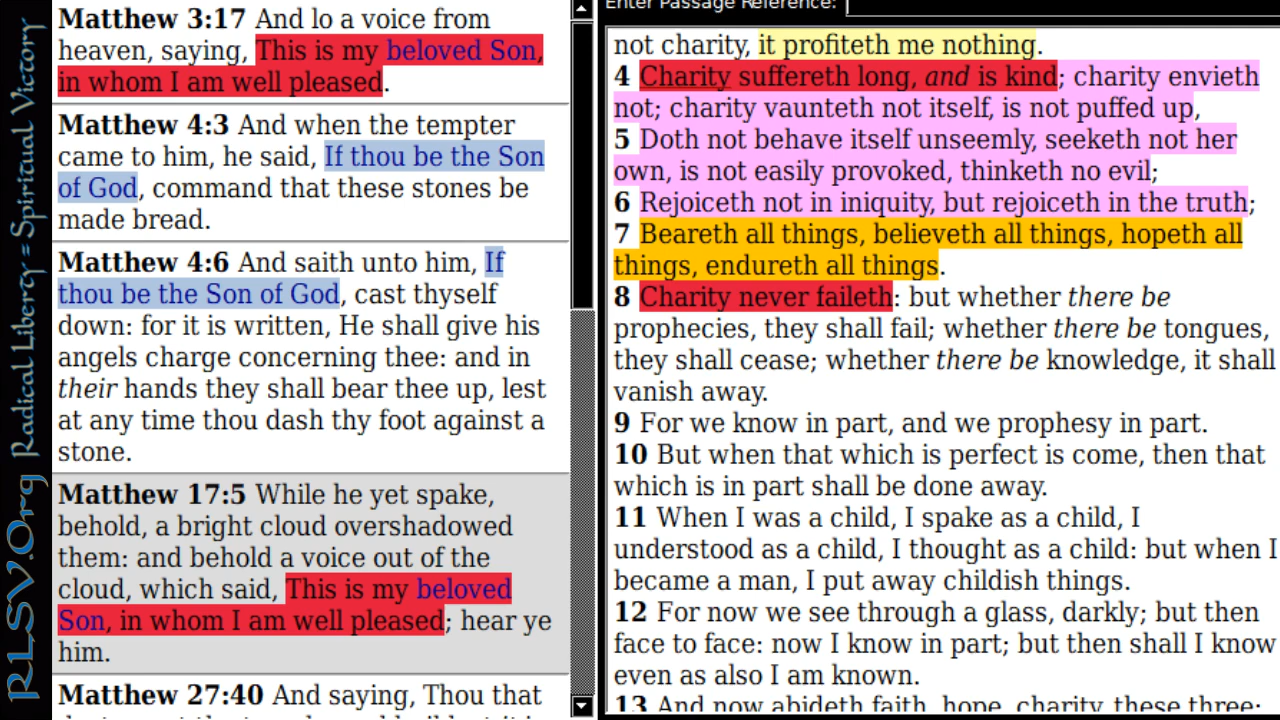 RLSV.Org Radical Liberty = Spiritual Victory
Matthew 3:17 And lo a voice from
heaven, saying, This is my beloved Son,
in whom I am well pleased.
Matthew 4:3 And when the tempter
came to him, he said, If thou be the Son
of God, command that these stones be
made bread.
Matthew 4:6 And saith unto him, If
thou be the Son of God, cast thyself
down: for it is written, He shall give his
angels charge concerning thee: and in
their hands they shall bear thee up, lest
at any time thou dash thy foot against a
stone.
Matthew 17:5 While he yet spake,
behold, a bright cloud overshadowed
them: and behold a voice out of the
cloud, which said, This is my beloved
Son, in whom I am well pleased; hear ye
him.
Matthew 27:40 And saying, Thou that
Enter Passage Reference:
not charity, it profiteth me nothing.
4 Charity suffereth long, and is kind; charity envieth
not; charity vaunteth not itself, is not puffed up,
5 Doth not behave itself unseemly, seeketh not her
own, is not easily provoked, thinketh no evil;
6 Rejoiceth not in iniquity, but rejoiceth in the truth;
7 Beareth all things, believeth all things, hopeth all
things, endureth all things.
8 Charity never faileth: but whether there be
prophecies, they shall fail; whether there be tongues,
they shall cease; whether there be knowledge, it shall
vanish away.
9 For we know in part, and we prophesy in part.
10 But when that which is perfect is come, then that
which is in part shall be done away.
11 When I was a child, I spake as a child, I
understood as a child, I thought as a child: but when I
became a man, I put away childish things.
12 For now we see through a glass, darkly; but then
face to face: now I know in part; but then shall I know
even as also I am known.
13 And now abideth faith, hope, charity, these three;